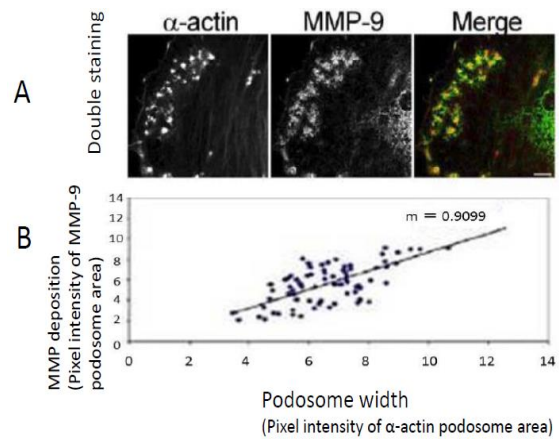 α-actin MMP-9 Merge
A
Double staining
B
MMP deposition
(Pixel intensity of MMP-9
podosome area)
14
12
10
8
6
4
2
0
m = 0.9099
0 2 4 6 8 10 12 14
Podosome width
(Pixel intensity of α-actin podosome area)